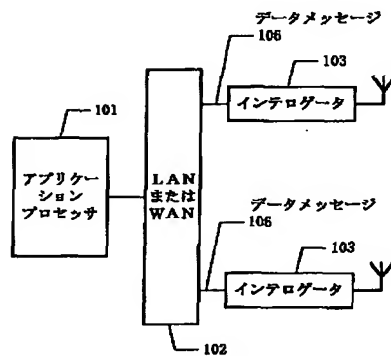 データメッセージ
106
103
インテロゲータ
101
アプリケー
ション
プロセッサ
LAN
または
WAN
データメッセージ
106
103
インテロゲータ
102